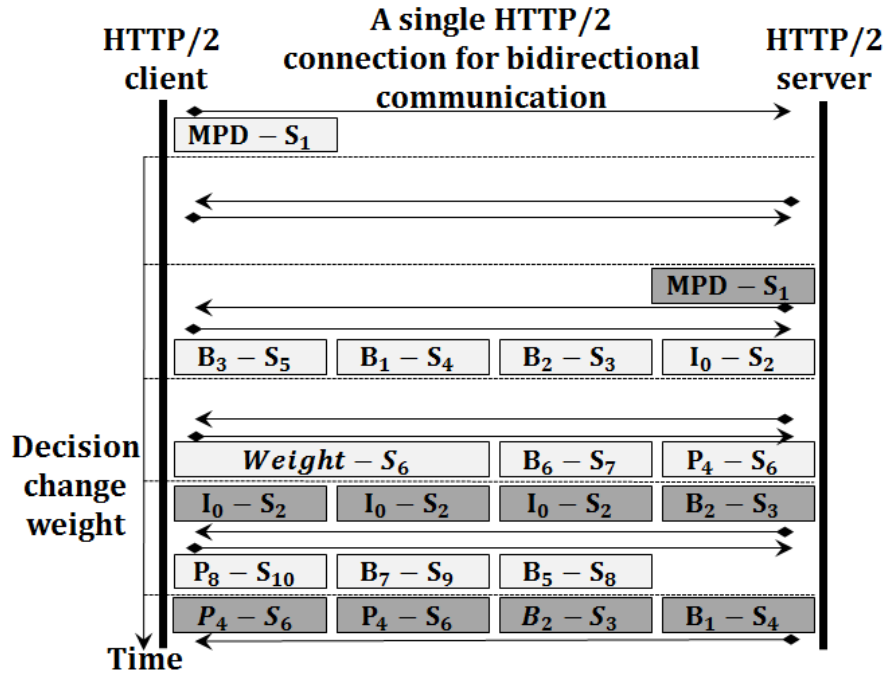 A single HTTP/2
connection for bidirectional
communication
HTTP/2
client
HTTP/2
server
MPD − S₁
MPD − S₁
B₃ − S₅ B₁ − S₄ B₂ − S₃ I₀ − S₂
Weight − S₆ B₆ − S₇ P₄ − S₆
Decision
change
weight
I₀ − S₂ I₀ − S₂ I₀ − S₂ B₂ − S₃
P₈ − S₁₀ B₇ − S₉ B₅ − S₈
P₄ − S₆ P₄ − S₆ B₂ − S₃ B₁ − S₄
Time